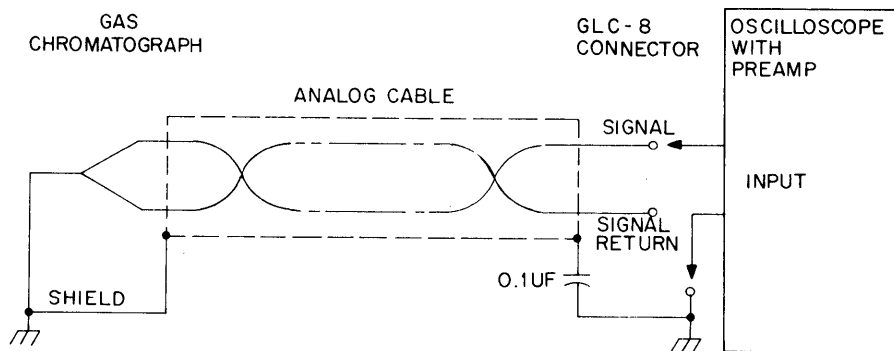 GAS
CHROMATOGRAPH
GLC-8
CONNECTOR
OSCILLOSCOPE
WITH
PREAMP
ANALOG CABLE
SIGNAL
INPUT
SIGNAL
RETURN
0.1UF
SHIELD